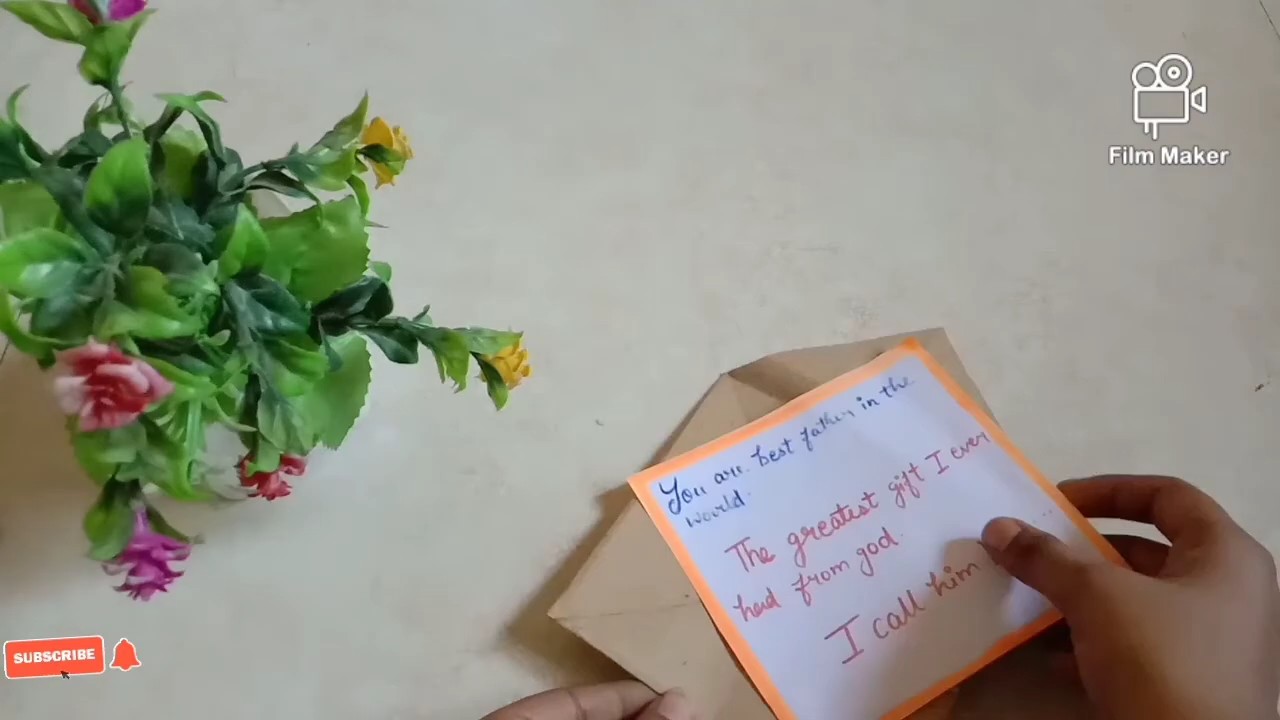 Film Maker
You are best father in the
world.
The greatest gift I ever
had from god.
I call him
SUBSCRIBE